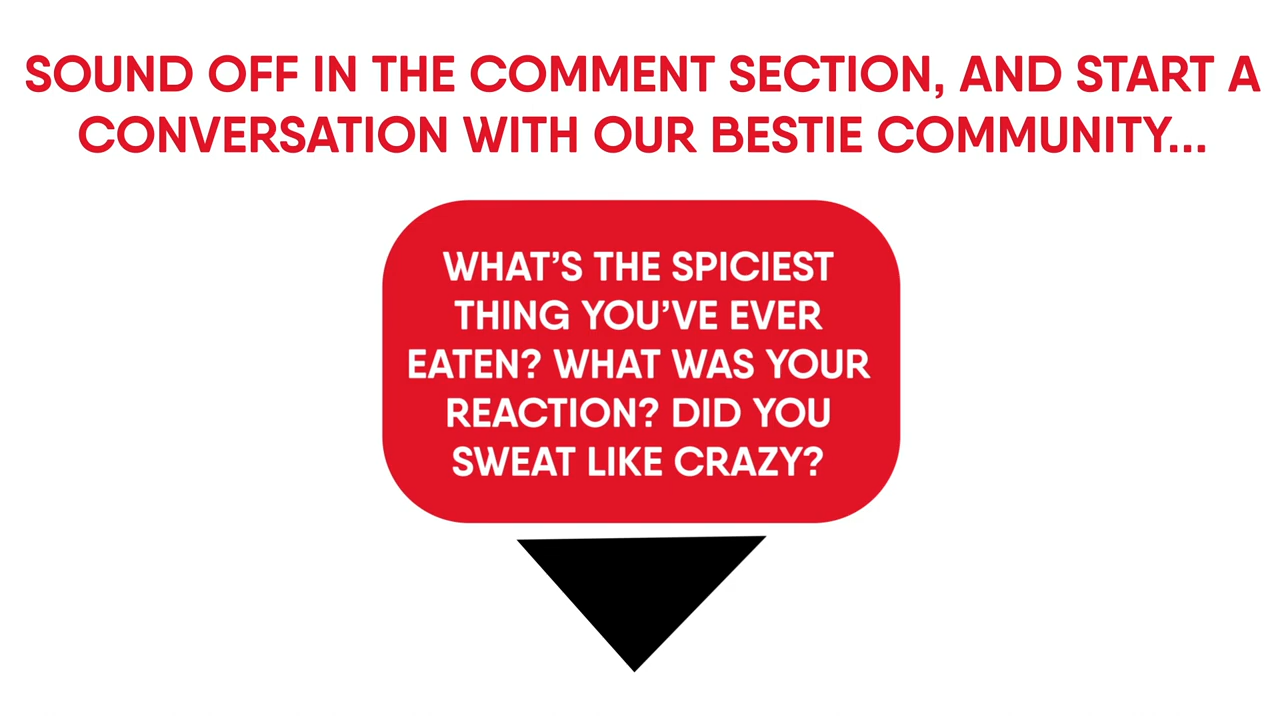 SOUND OFF IN THE COMMENT SECTION, AND START A
CONVERSATION WITH OUR BESTIE COMMUNITY...
WHAT'S THE SPICIEST
THING YOU'VE EVER
EATEN? WHAT WAS YOUR
REACTION? DID YOU
SWEAT LIKE CRAZY?